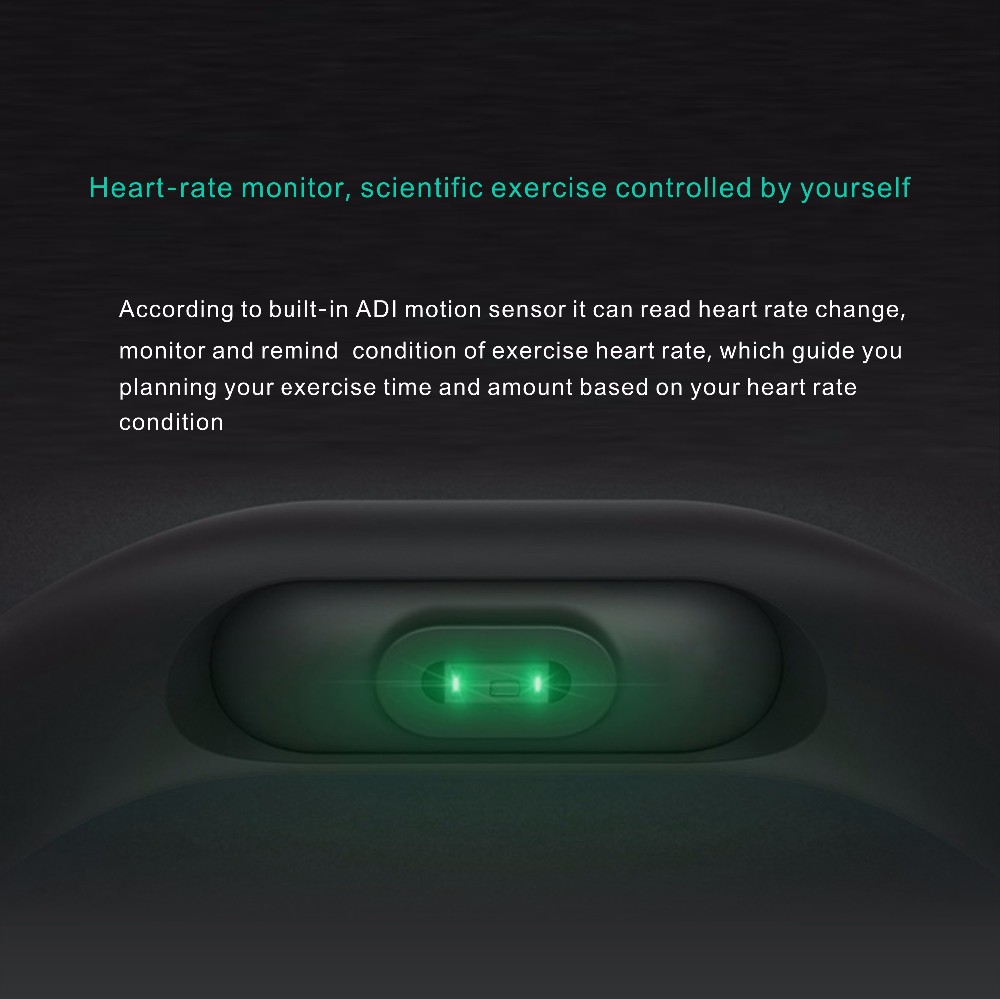 Heart-rate monitor, scientific exercise controlled by yourself
According to built-in ADI motion sensor it can read heart rate change,
monitor and remind  condition of exercise heart rate, which guide you
planning your exercise time and amount based on your heart rate
condition